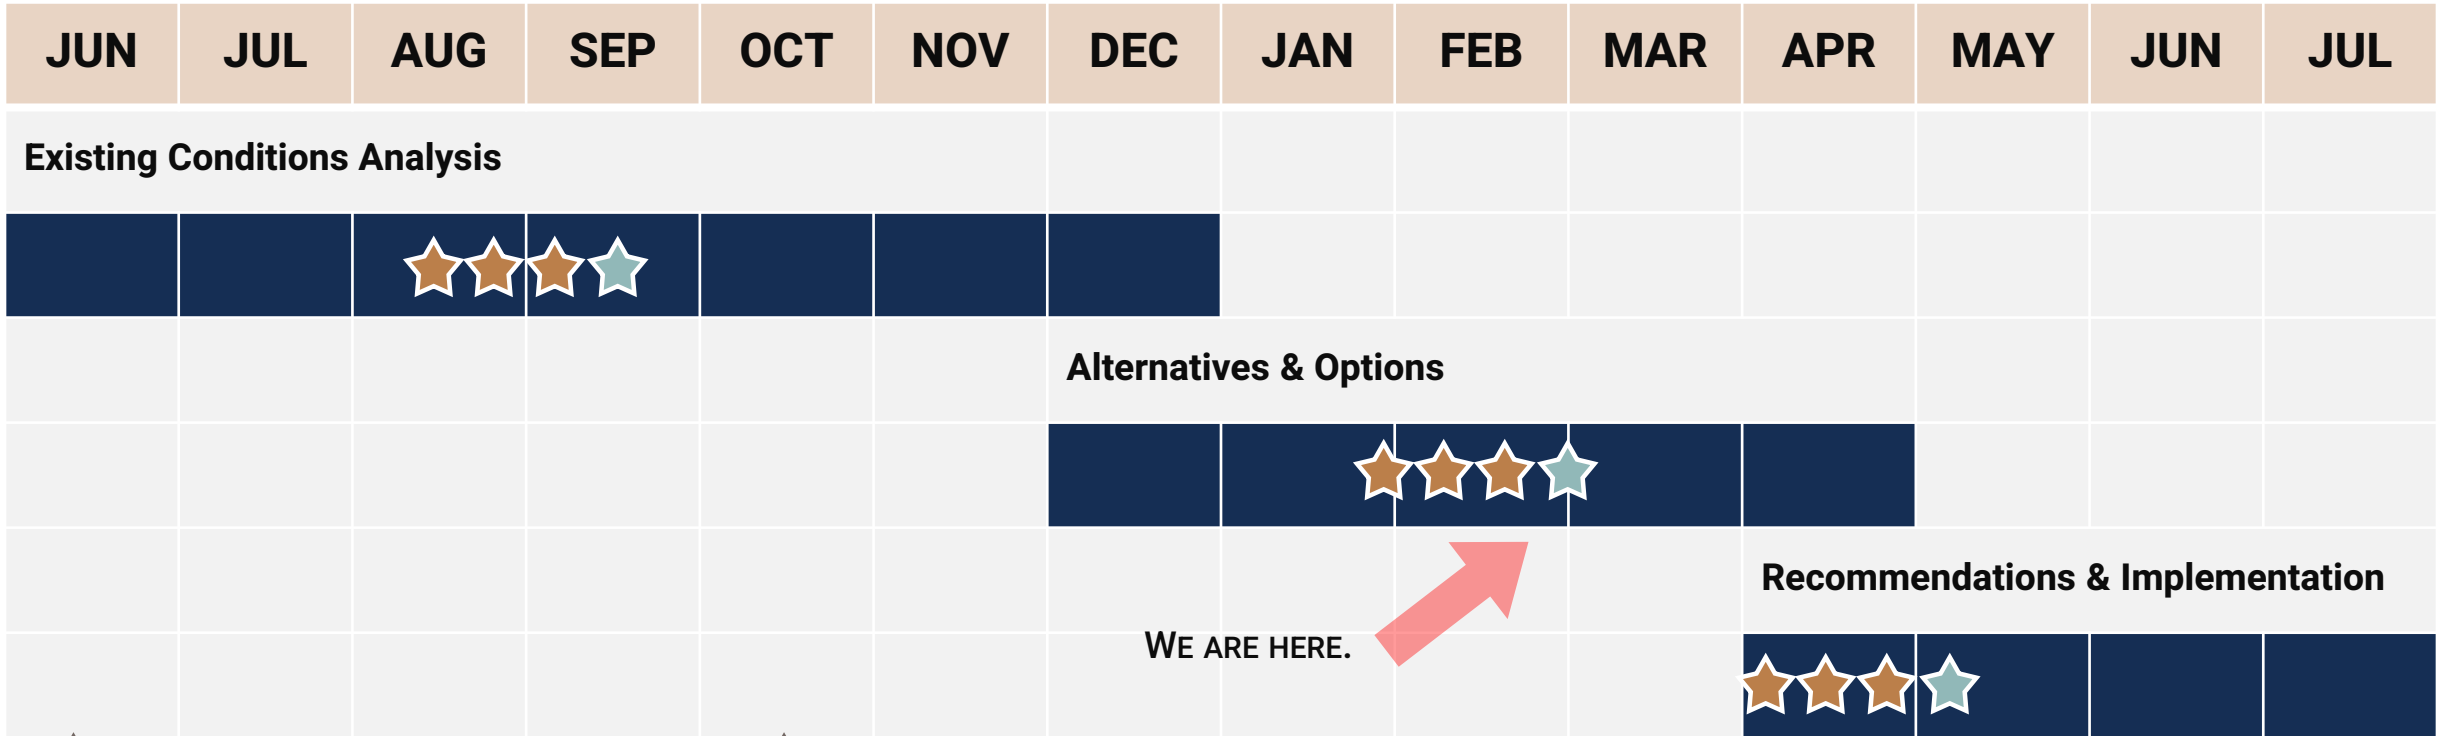 JUN JUL AUG SEP OCT NOV DEC JAN FEB MAR APR MAY JUN JUL
Existing Conditions Analysis
Alternatives & Options
Recommendations & Implementation
WE ARE HERE.